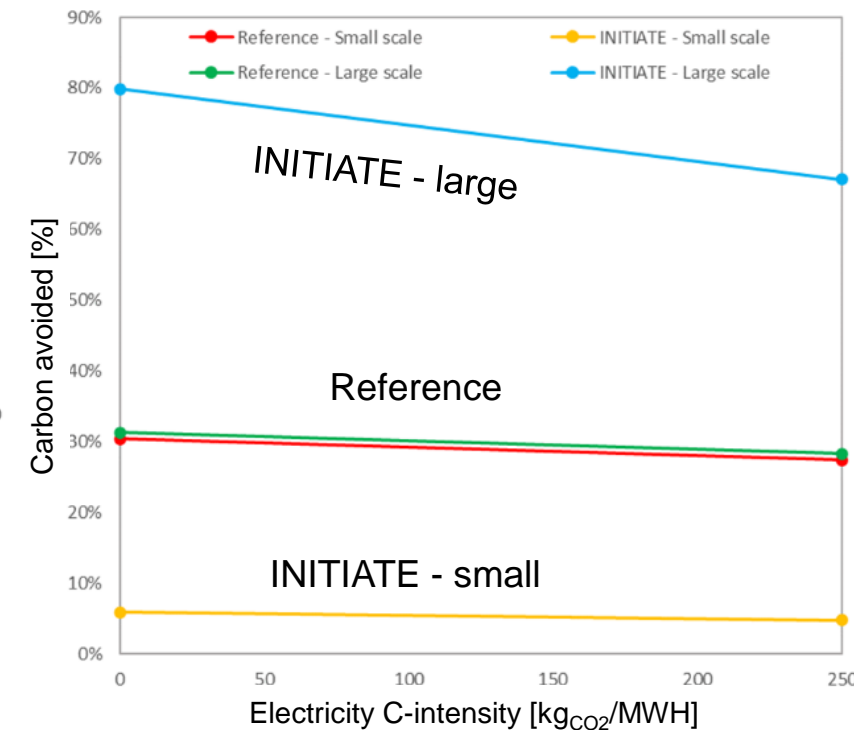 90%
Reference - Small scale
INITIATE - Small scale
Reference - Large scale
INITIATE - Large scale
80%
70%
INITIATE - large
60%
Carbon avoided [%]
50%
40%
Reference
30%
20%
INITIATE - small
10%
0%
0 50 100 150 200 250
Electricity C-intensity [kgCO2/MWH]